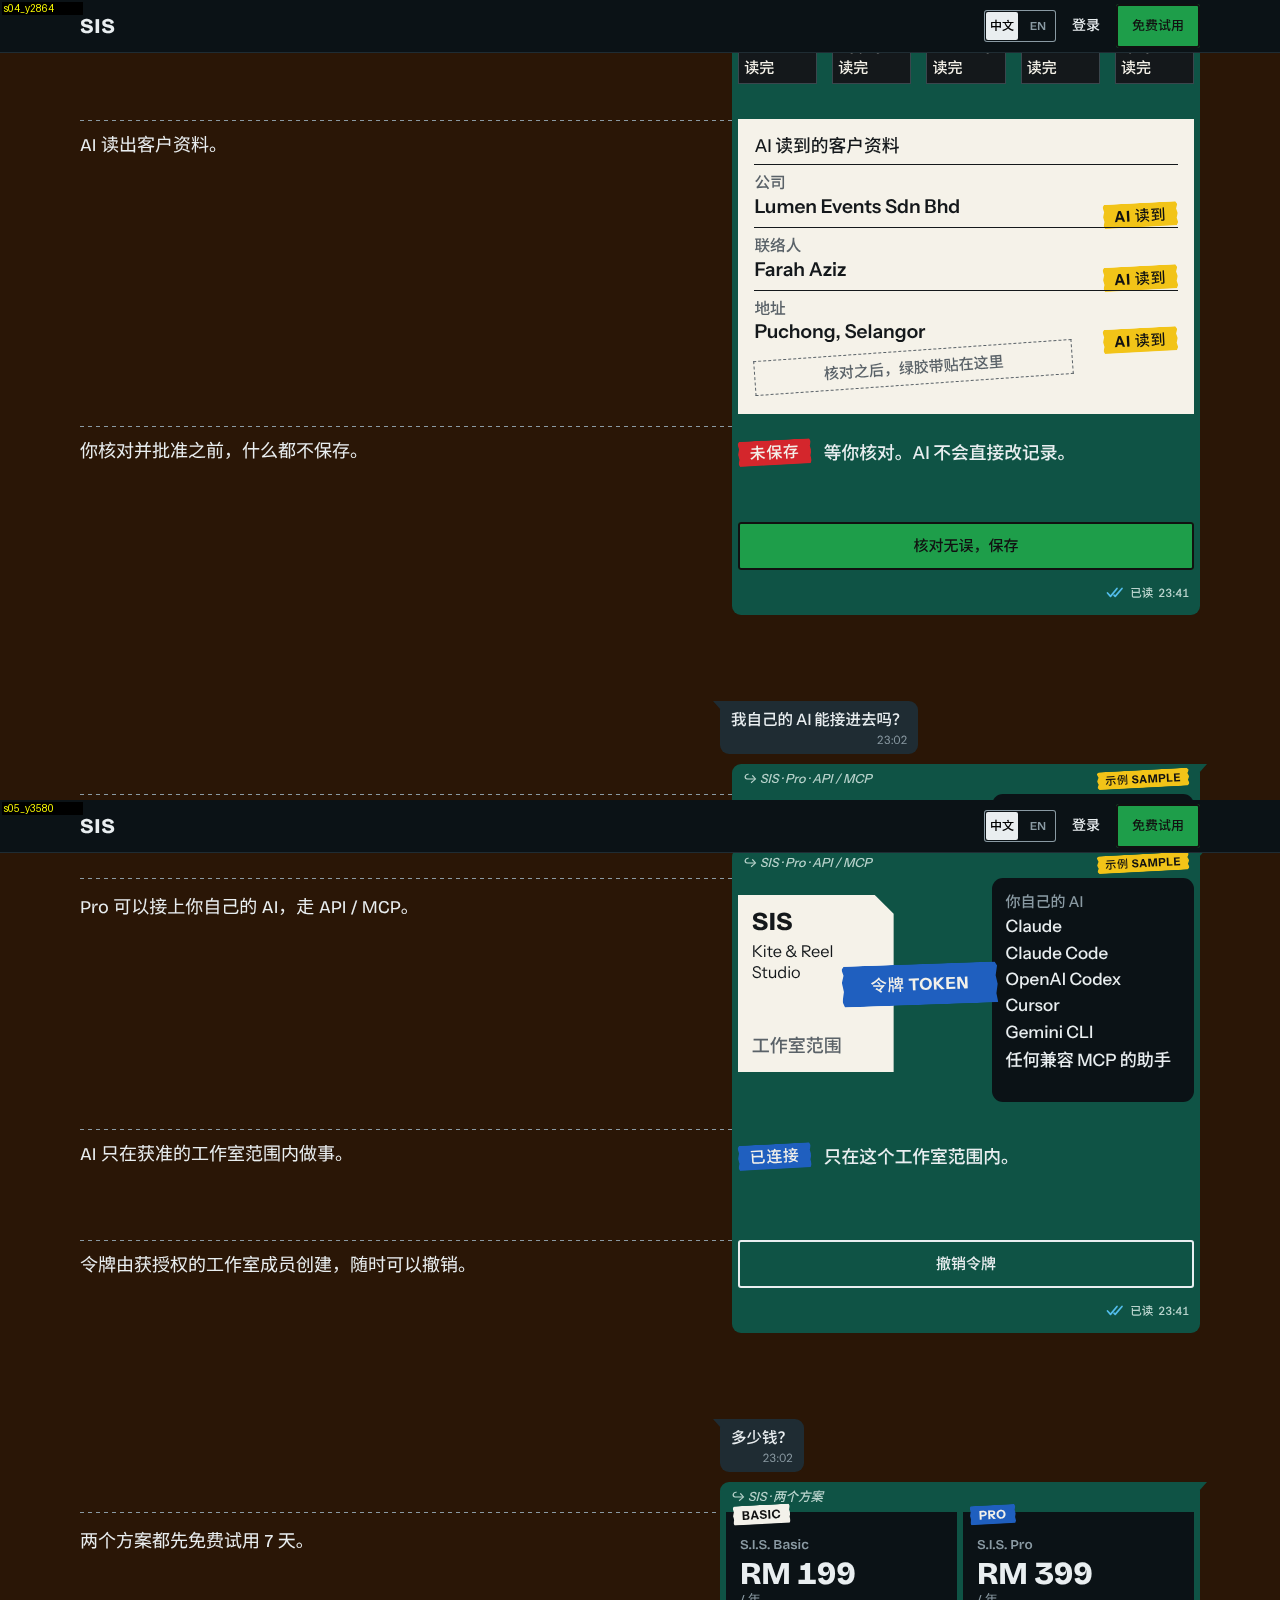 s04_y2864
SIS
中文 EN 登录 免费试用
读完 读完 读完 读完 读完
AI 读出客户资料。
AI 读到的客户资料
公司
Lumen Events Sdn Bhd
AI 读到
联络人
Farah Aziz
AI 读到
地址
Puchong, Selangor
AI 读到
核对之后，绿胶带贴在这里
你核对并批准之前，什么都不保存。
未保存 等你核对。AI 不会直接改记录。
核对无误，保存
已读 23:41
我自己的 AI 能接进去吗？
23:02
SIS·Pro·API / MCP
示例 SAMPLE
s05_y3580
SIS
中文 EN 登录 免费试用
SIS·Pro·API / MCP
示例 SAMPLE
Pro 可以接上你自己的 AI，走 API / MCP。
SIS
Kite & Reel
Studio
工作室范围
令牌 TOKEN
你自己的 AI
Claude
Claude Code
OpenAI Codex
Cursor
Gemini CLI
任何兼容 MCP 的助手
AI 只在获准的工作室范围内做事。
已连接 只在这个工作室范围内。
令牌由获授权的工作室成员创建，随时可以撤销。
撤销令牌
已读 23:41
多少钱？
23:02
SIS·两个方案
两个方案都先免费试用 7 天。
BASIC
S.I.S. Basic
RM 199
/ 年
PRO
S.I.S. Pro
RM 399
/ 年